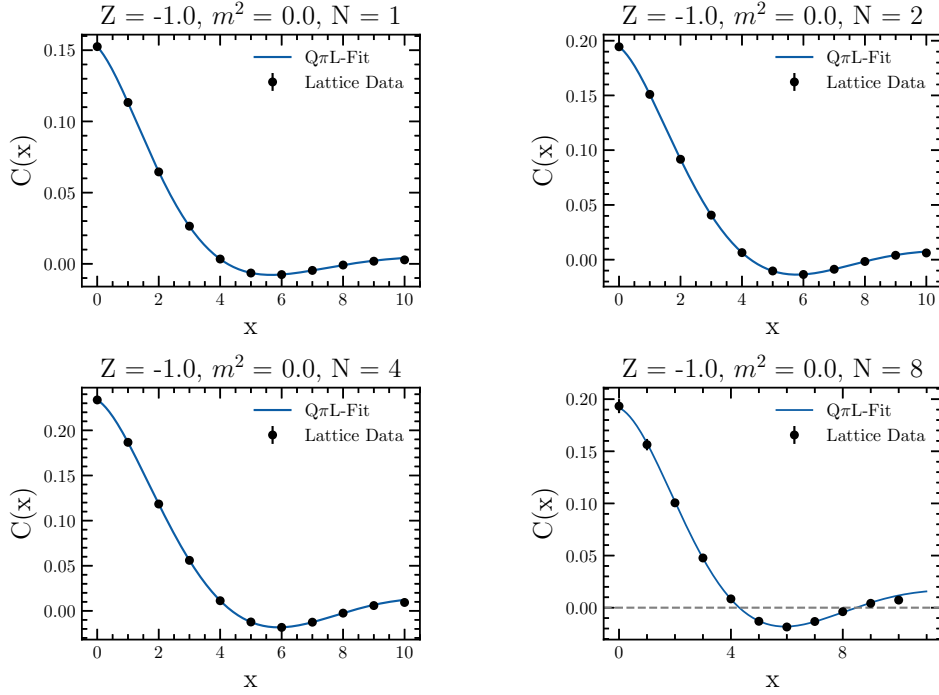 Z = -1.0, m² = 0.0, N = 1
QπL-Fit
Lattice Data
C(x)
0.15
0.10
0.05
0.00
0 2 4 6 8 10
x
Z = -1.0, m² = 0.0, N = 2
QπL-Fit
Lattice Data
C(x)
0.20
0.15
0.10
0.05
0.00
0 2 4 6 8 10
x
Z = -1.0, m² = 0.0, N = 4
QπL-Fit
Lattice Data
C(x)
0.20
0.15
0.10
0.05
0.00
0 2 4 6 8 10
x
Z = -1.0, m² = 0.0, N = 8
QπL-Fit
Lattice Data
C(x)
0.20
0.15
0.10
0.05
0.00
0 4 8
x